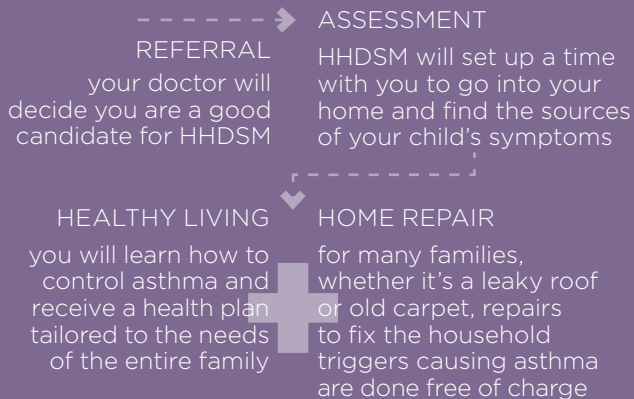 REFERRAL
your doctor will
decide you are a good
candidate for HHDSM
ASSESSMENT
HHDSM will set up a time
with you to go into your
home and find the sources
of your child's symptoms
HEALTHY LIVING
you will learn how to
control asthma and
receive a health plan
tailored to the needs
of the entire family
HOME REPAIR
for many families,
whether it's a leaky roof
or old carpet, repairs
to fix the household
triggers causing asthma
are done free of charge